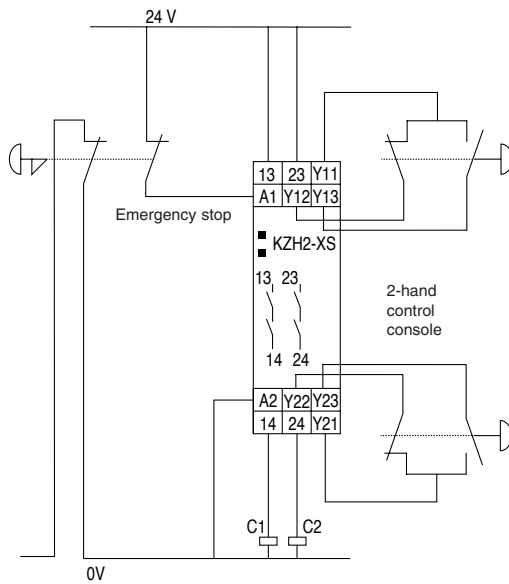 24 V
13 23 Y11
A1 Y12 Y13
Emergency stop
KZH2-XS
13 23
2-hand
control
console
14 24
A2 Y22 Y23
14 24 Y21
C1 C2
0V